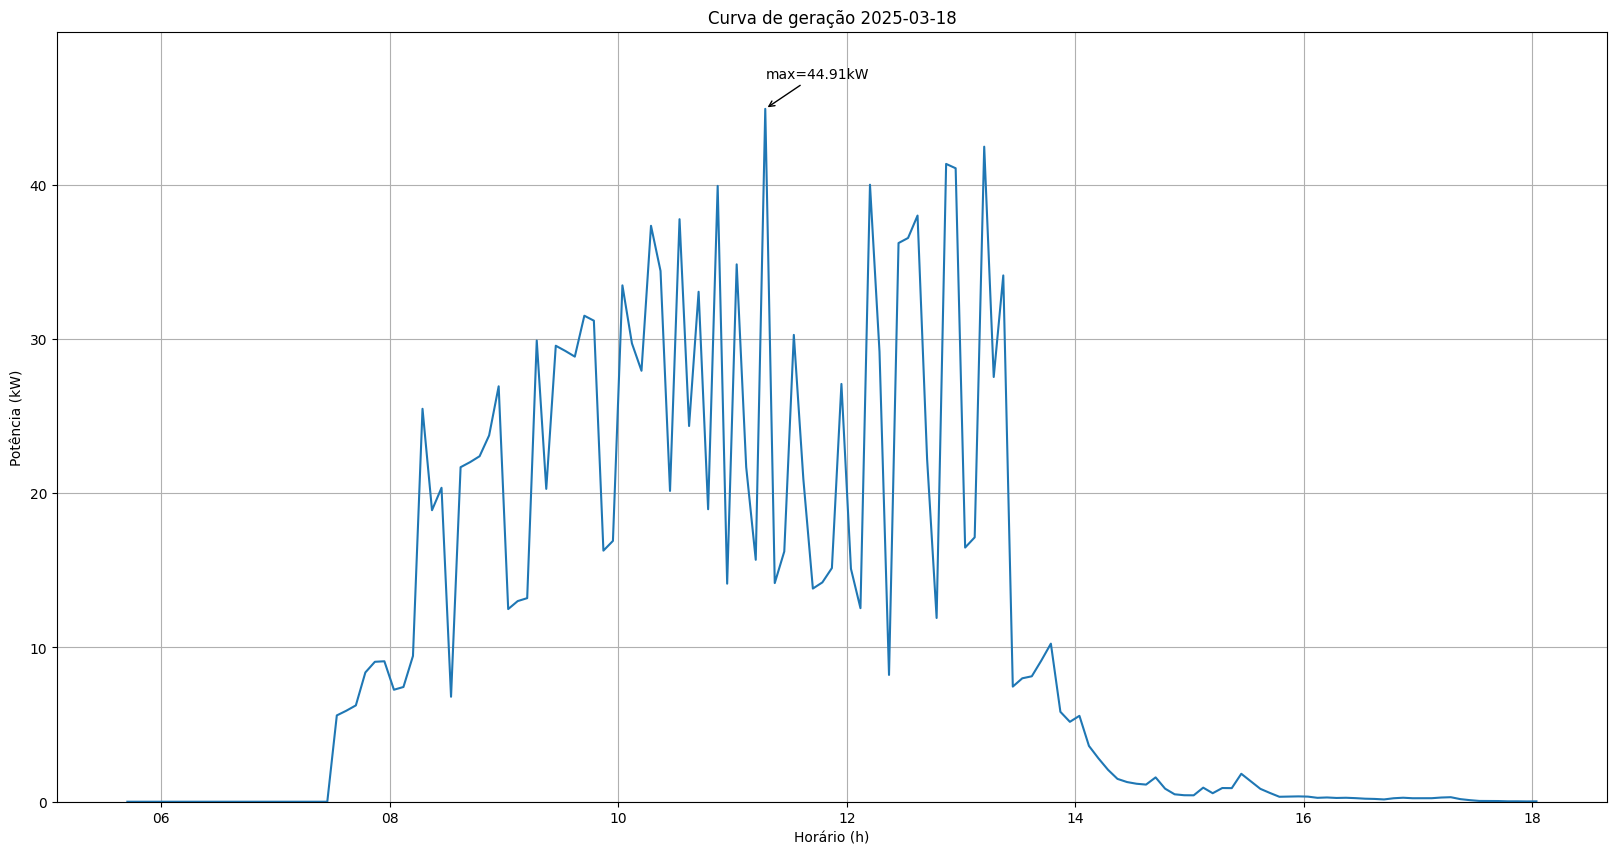 Curva de geração 2025-03-18
max=44.91kW
Potência (kW)
40
30
20
10
0
06 08 10 12 14 16 18
Horário (h)